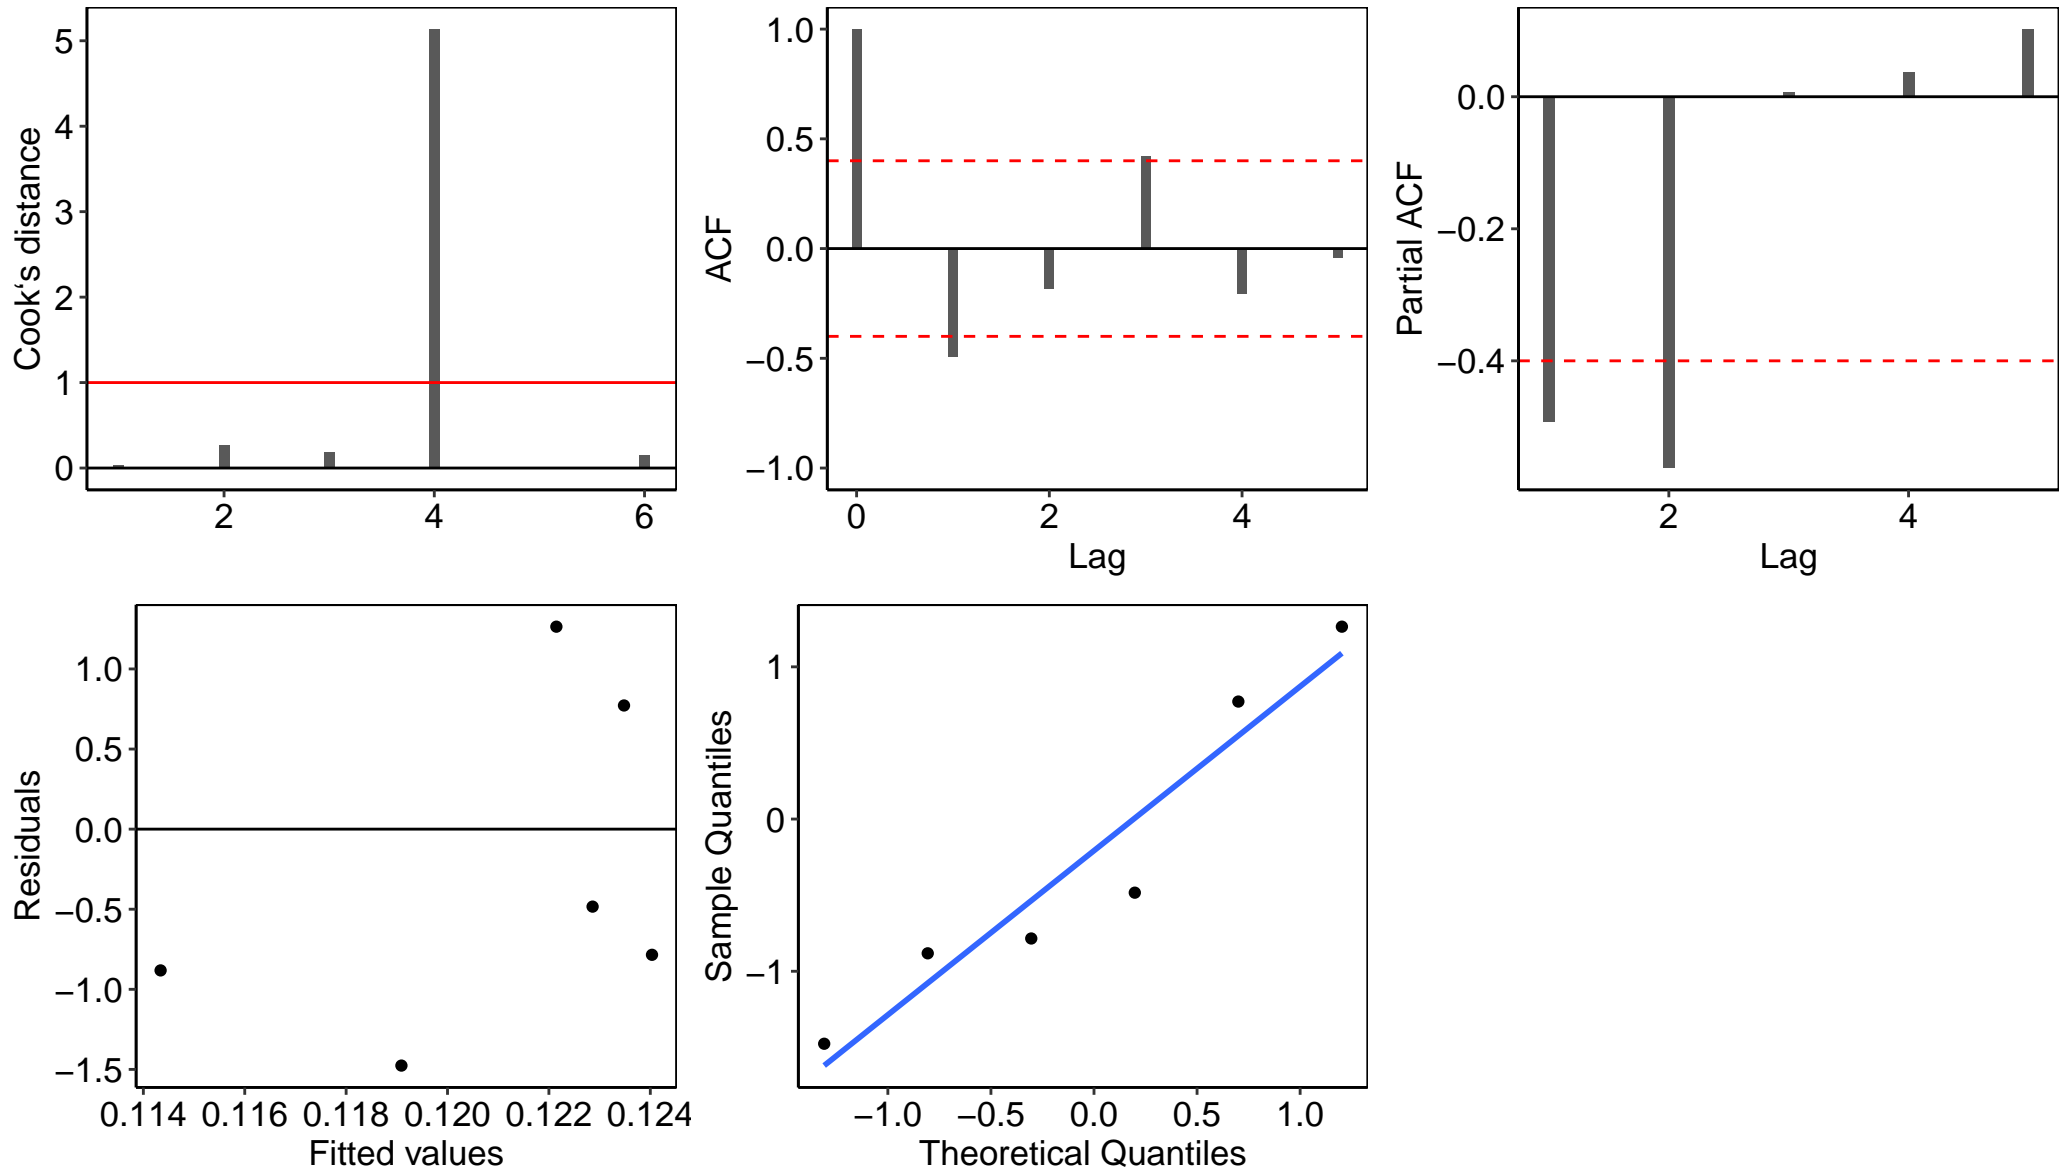 Cook‘s distance
5
4
3
2
1
0
2 4 6
ACF
1.0
0.5
0.0
−0.5
−1.0
0 2 4
Lag
Partial ACF
0.0
−0.2
−0.4
2 4
Lag
Residuals
1.0
0.5
0.0
−0.5
−1.0
−1.5
0.114 0.116 0.118 0.120 0.122 0.124
Fitted values
Sample Quantiles
1
0
−1
−1.0 −0.5 0.0 0.5 1.0
Theoretical Quantiles